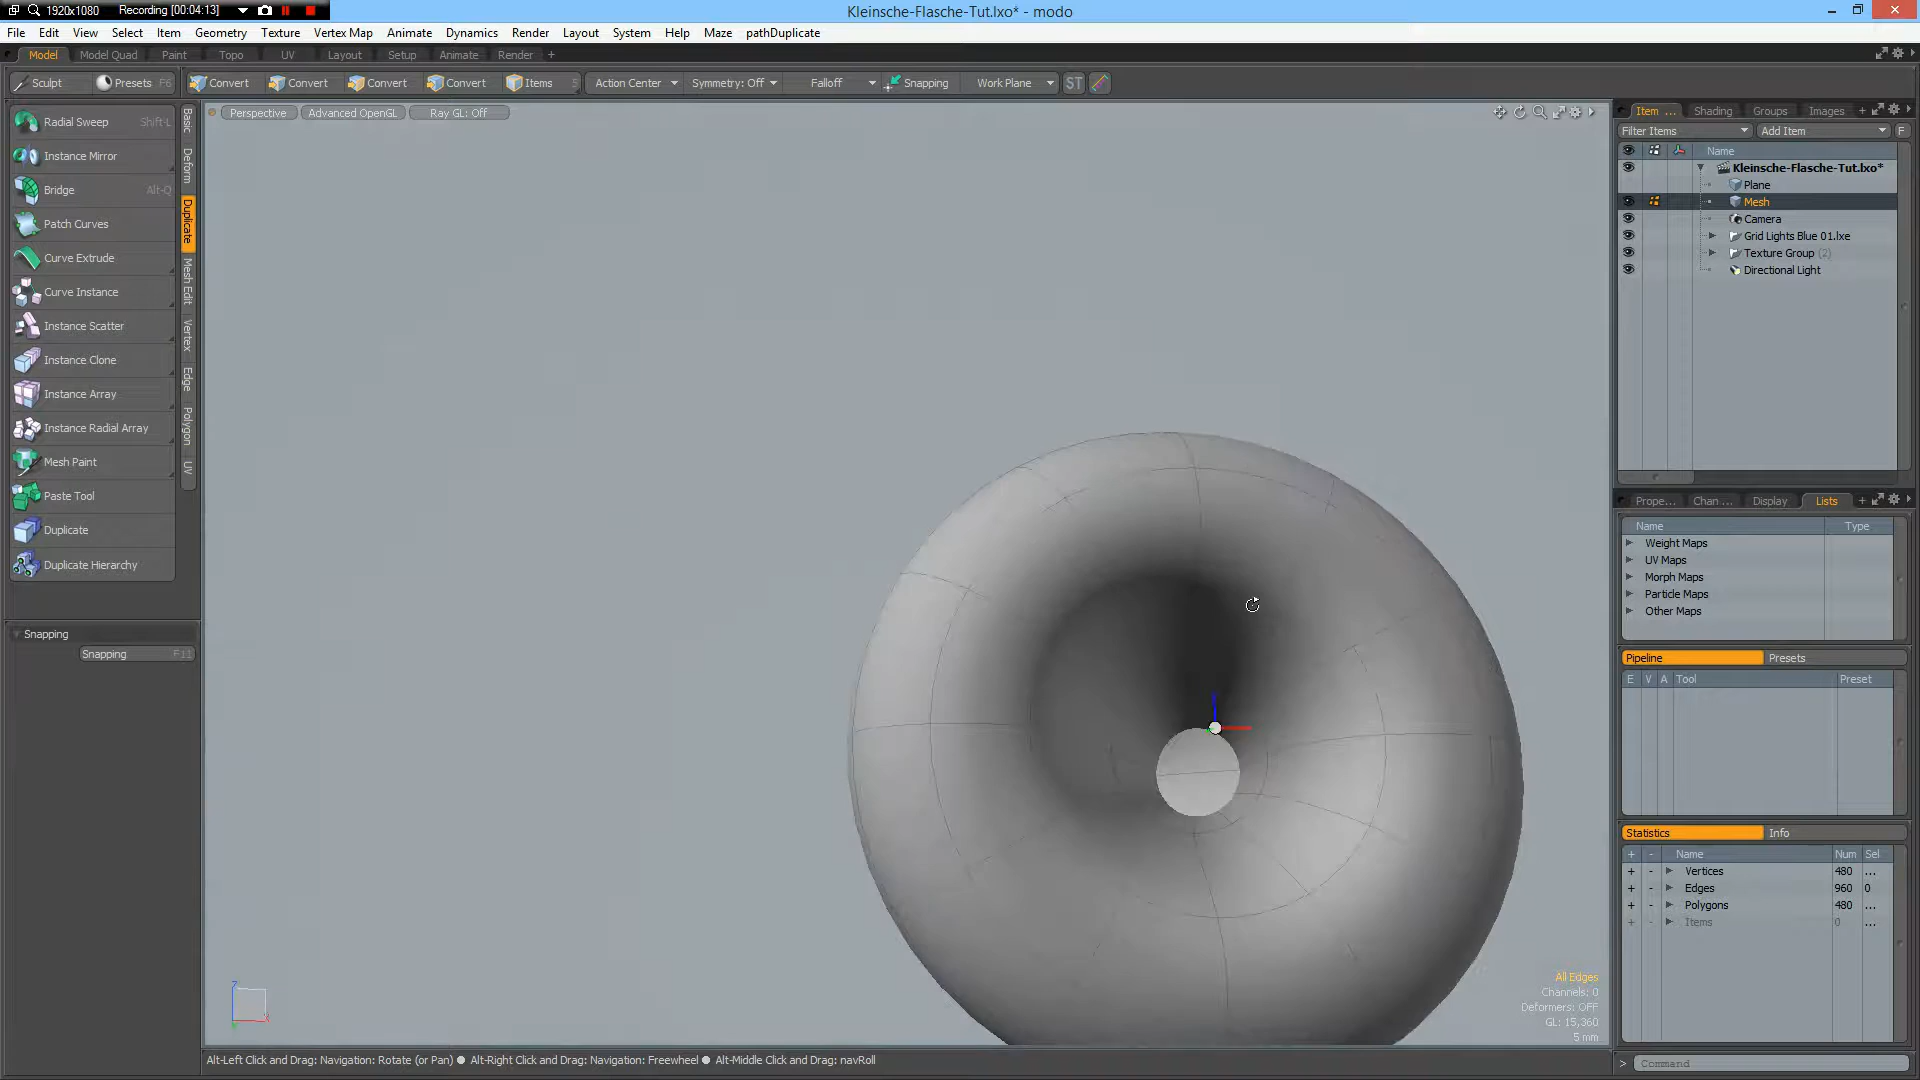 1920x1080 Recording [00:04:13]
Kleinsche-Flasche-Tut.lxo* - modo
File Edit View Select Item Geometry Texture Vertex Map Animate Dynamics Render Layout System Help Maze pathDuplicate
Model Model Quad Paint Topo UV Layout Setup Animate Render +
Sculpt Presets F6 Convert Convert Convert Convert Items 5 Action Center Symmetry: Off Falloff Snapping Work Plane ST
Perspective Advanced OpenGL Ray GL: Off
Radial Sweep Shift-L
Instance Mirror
Bridge Alt-Q
Patch Curves
Curve Extrude
Curve Instance
Instance Scatter
Instance Clone
Instance Array
Instance Radial Array
Mesh Paint
Paste Tool
Duplicate
Duplicate Hierarchy
Basic
Deform
Duplicate
Mesh Edit
Vertex
Edge
Polygon
UV
Snapping
Snapping F11
Item ... Shading Groups Images +
Filter Items Add Item F
Name
Kleinsche-Flasche-Tut.lxo*
Plane
Mesh
Camera
Grid Lights Blue 01.lxe
Texture Group (2)
Directional Light
Prope... Chan ... Display Lists +
Name Type
Weight Maps
UV Maps
Morph Maps
Particle Maps
Other Maps
Pipeline Presets
E V A Tool Preset
Statistics Info
+ - Name Num Sel
+ - Vertices 480 ...
+ - Edges 960 0
+ - Polygons 480 ...
+ - Items 0 ...
All Edges
Channels: 0
Deformers: OFF
GL: 15,360
5 mm
Z
X
Alt-Left Click and Drag: Navigation: Rotate (or Pan) ● Alt-Right Click and Drag: Navigation: Freewheel ● Alt-Middle Click and Drag: navRoll
> Command